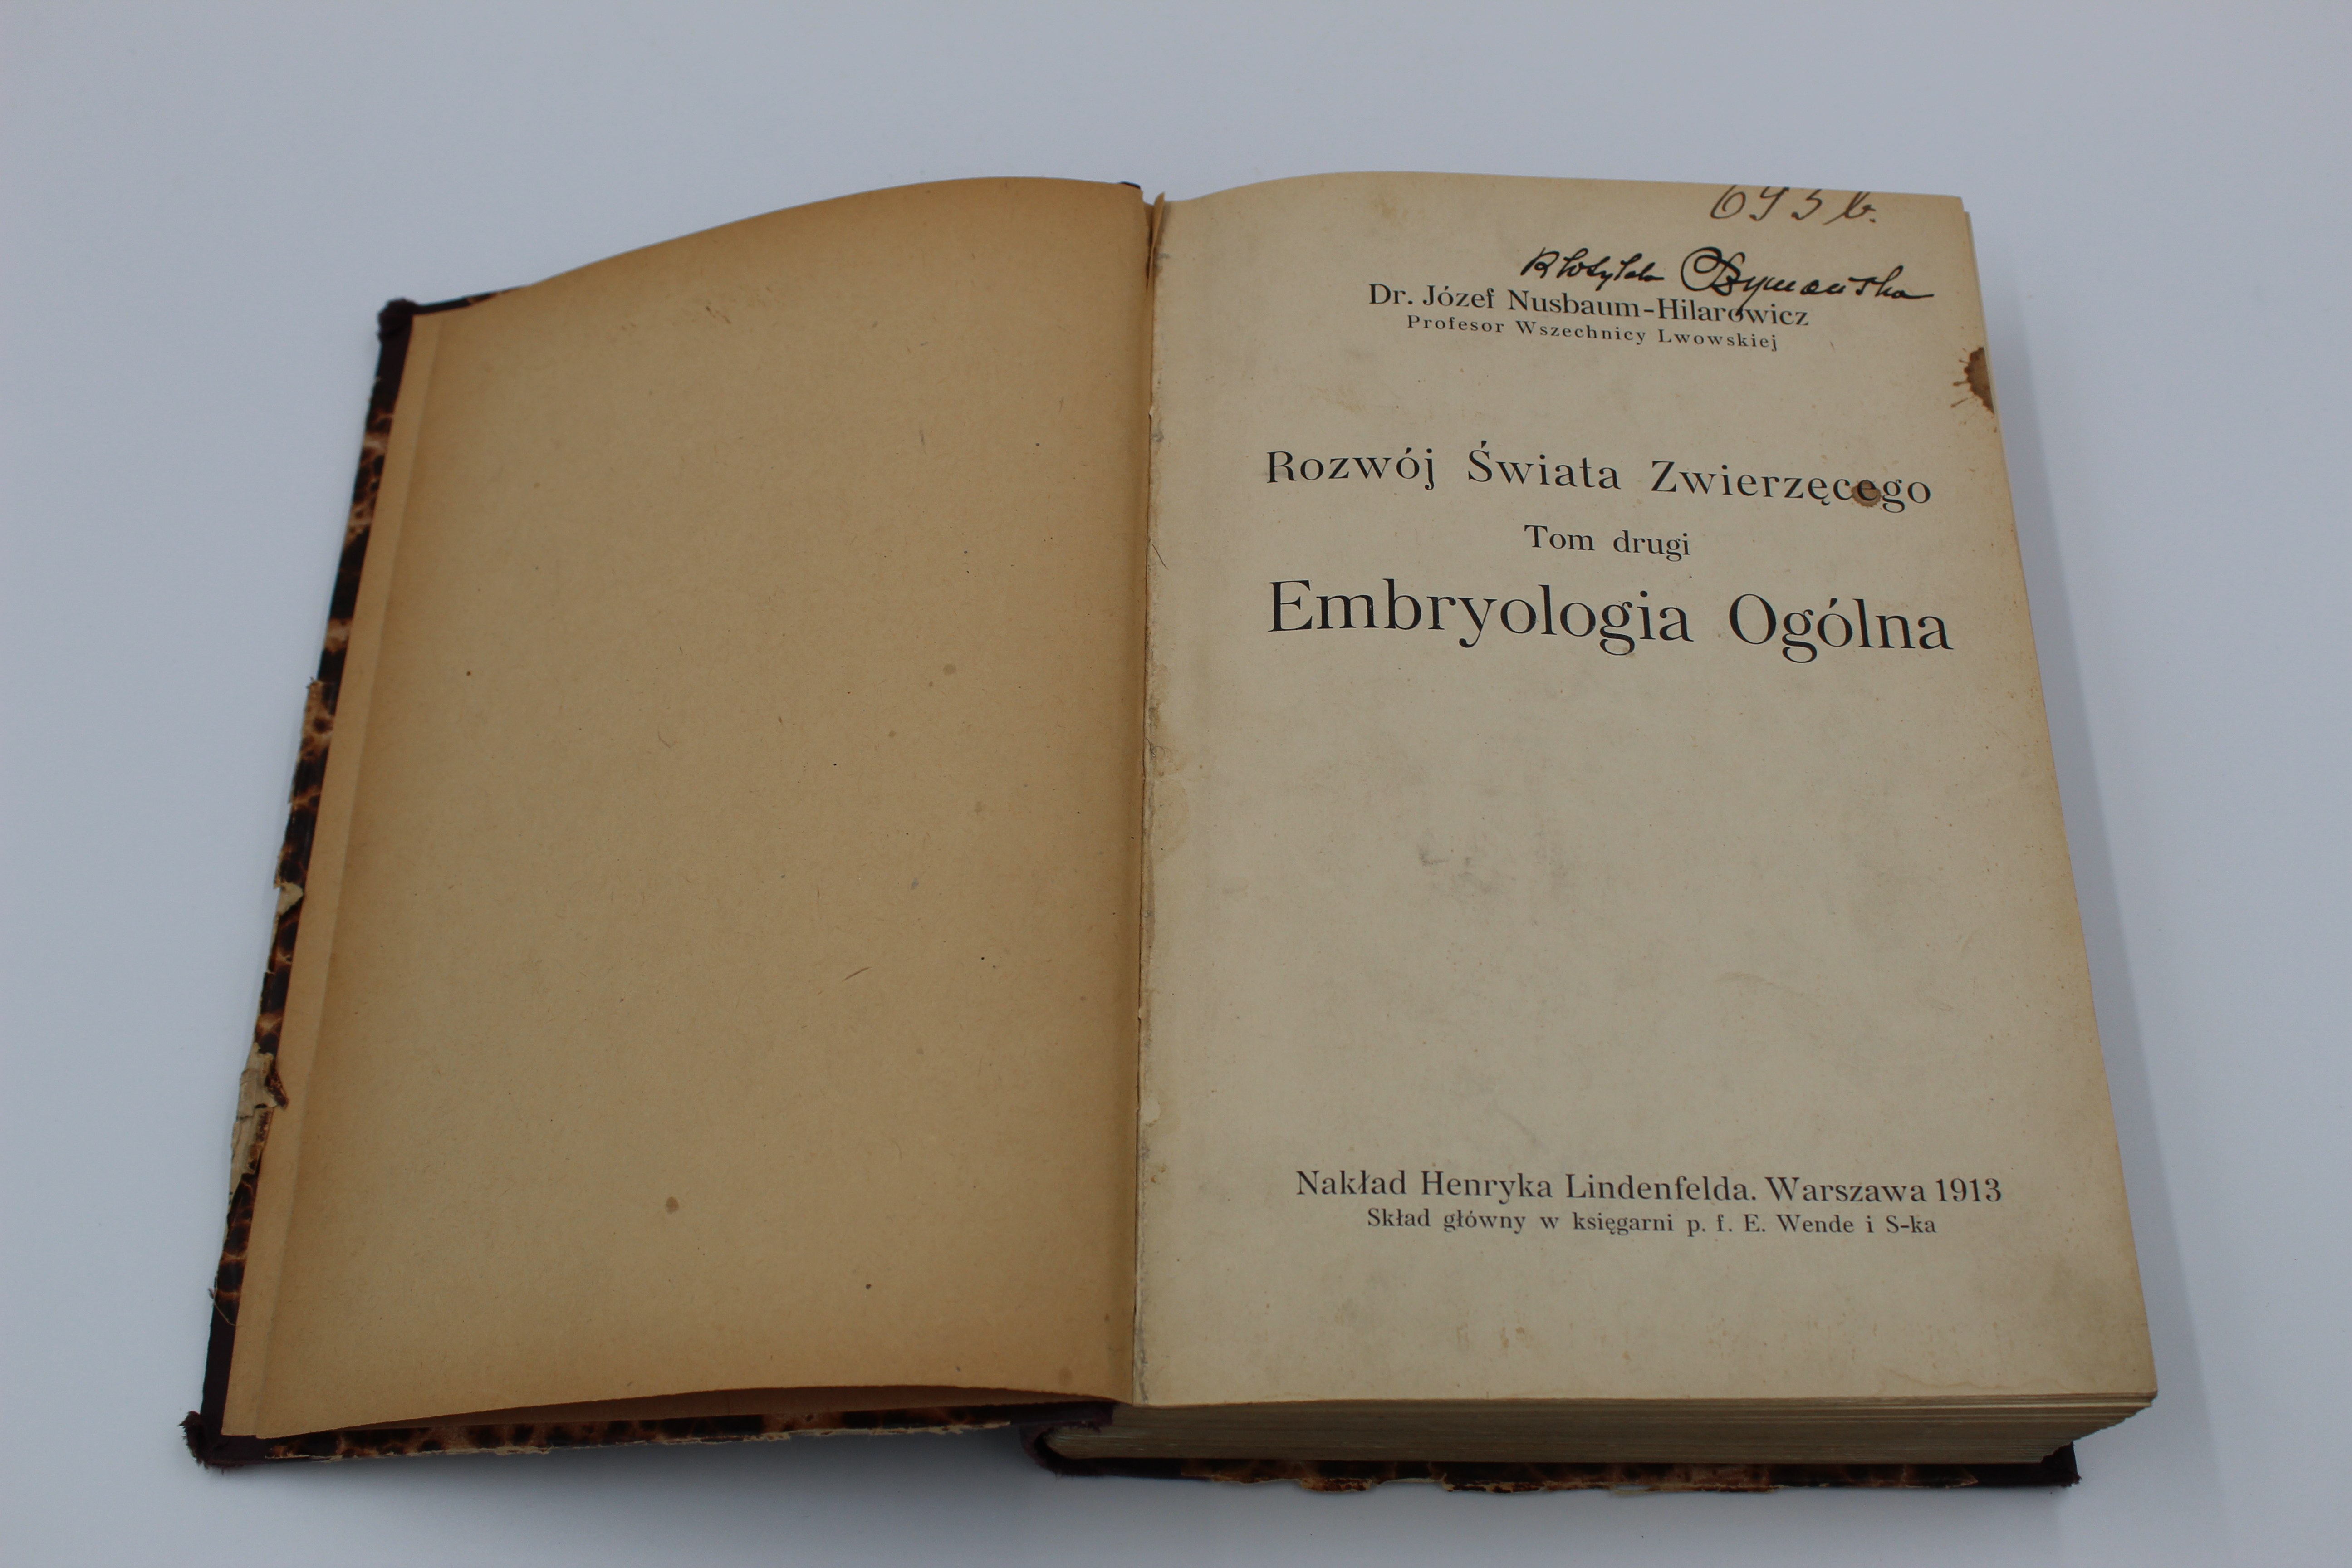 Dr. Józef Nusbaum-Hilarowicz
Profesor Wszechnicy Lwowskiej
Rozwój Świata Zwierzęcego
Tom drugi
Embryologia Ogólna
Nakład Henryka Lindenfelda. Warszawa 1913
Skład główny w księgarni p. f. E. Wende i S-ka